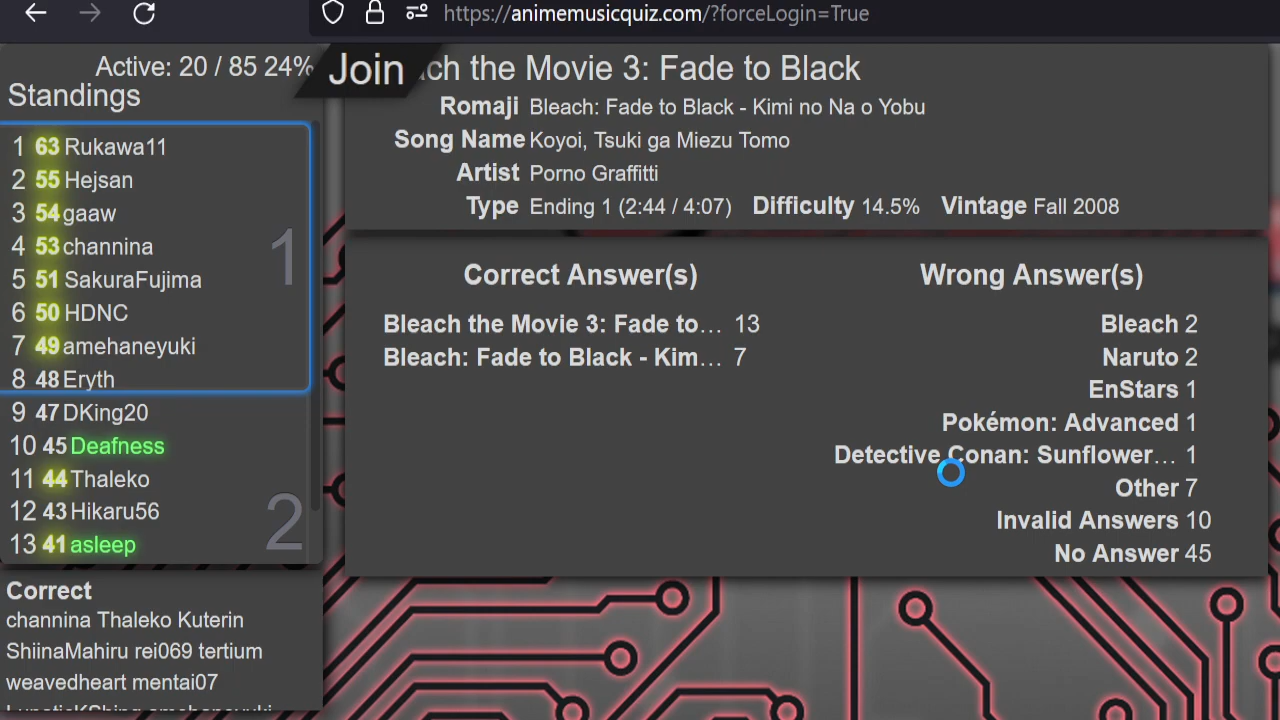 https://animemusicquiz.com/?forceLogin=True
Active: 20 / 85 24%
Standings
1 63 Rukawa11
2 55 Hejsan
3 54 gaaw
4 53 channina
5 51 SakuraFujima
6 50 HDNC
7 49 amehaneyuki
8 48 Eryth
1
9 47 DKing20
10 45 Deafness
11 44 Thaleko
12 43 Hikaru56
13 41 asleep
2
Correct
channina Thaleko Kuterin
ShiinaMahiru rei069 tertium
weavedheart mentai07
Join
ch the Movie 3: Fade to Black
Romaji Bleach: Fade to Black - Kimi no Na o Yobu
Song Name Koyoi, Tsuki ga Miezu Tomo
Artist Porno Graffitti
Type Ending 1 (2:44 / 4:07) Difficulty 14.5% Vintage Fall 2008
Correct Answer(s)
Bleach the Movie 3: Fade to... 13
Bleach: Fade to Black - Kim... 7
Wrong Answer(s)
Bleach 2
Naruto 2
EnStars 1
Pokémon: Advanced 1
Detective Conan: Sunflower... 1
Other 7
Invalid Answers 10
No Answer 45